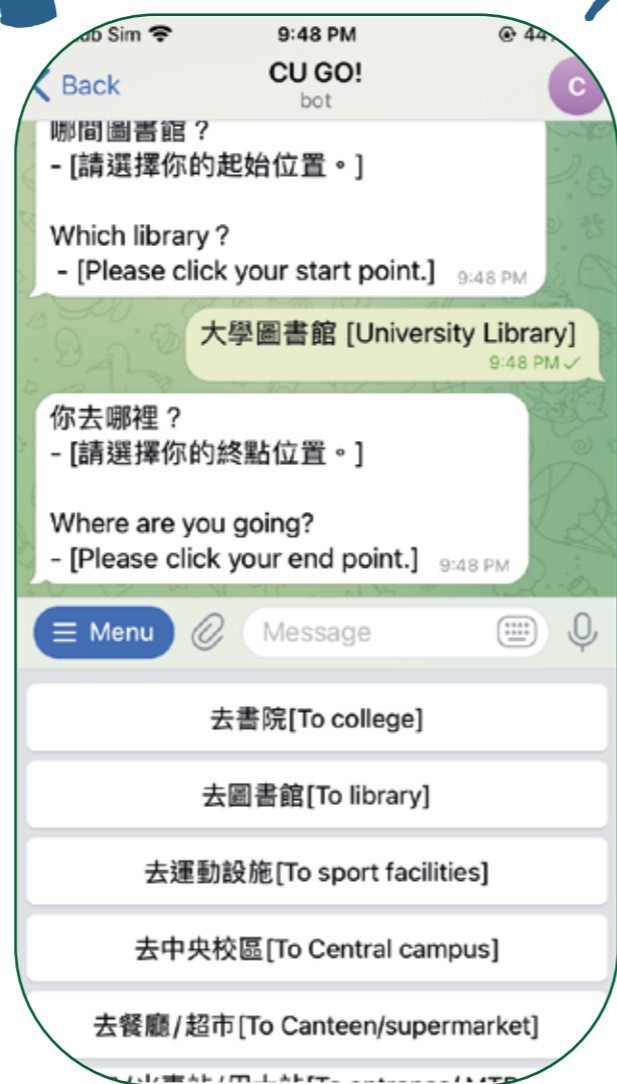 Sim
9:48 PM
44
Back
CU GO!
bot
C
哪間圖書館？
- [請選擇你的起始位置。]
Which library？
- [Please click your start point.] 9:48 PM
大學圖書館 [University Library]
9:48 PM
你去哪裡？
- [請選擇你的終點位置。]
Where are you going?
- [Please click your end point.] 9:48 PM
Menu
Message
去書院[To college]
去圖書館[To library]
去運動設施[To sport facilities]
去中央校區[To Central campus]
去餐廳/超市[To Canteen/supermarket]